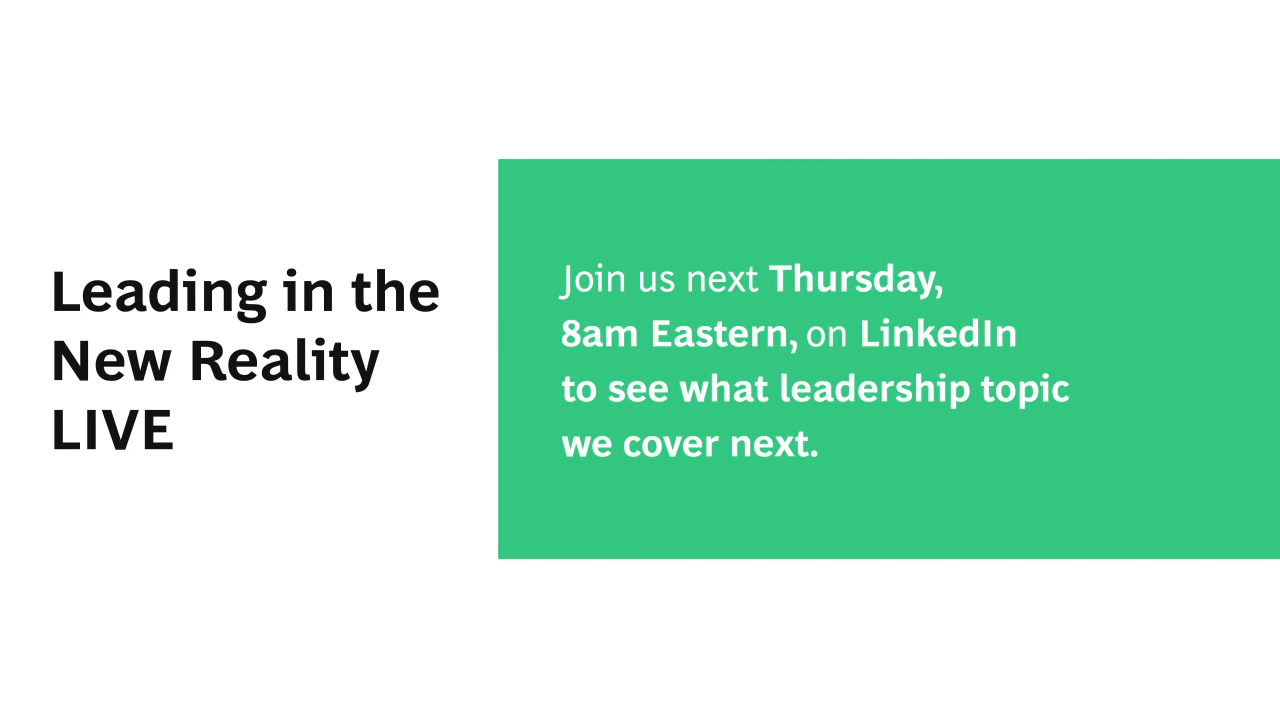 Leading in the
New Reality
LIVE
Join us next Thursday,
8am Eastern, on LinkedIn
to see what leadership topic
we cover next.